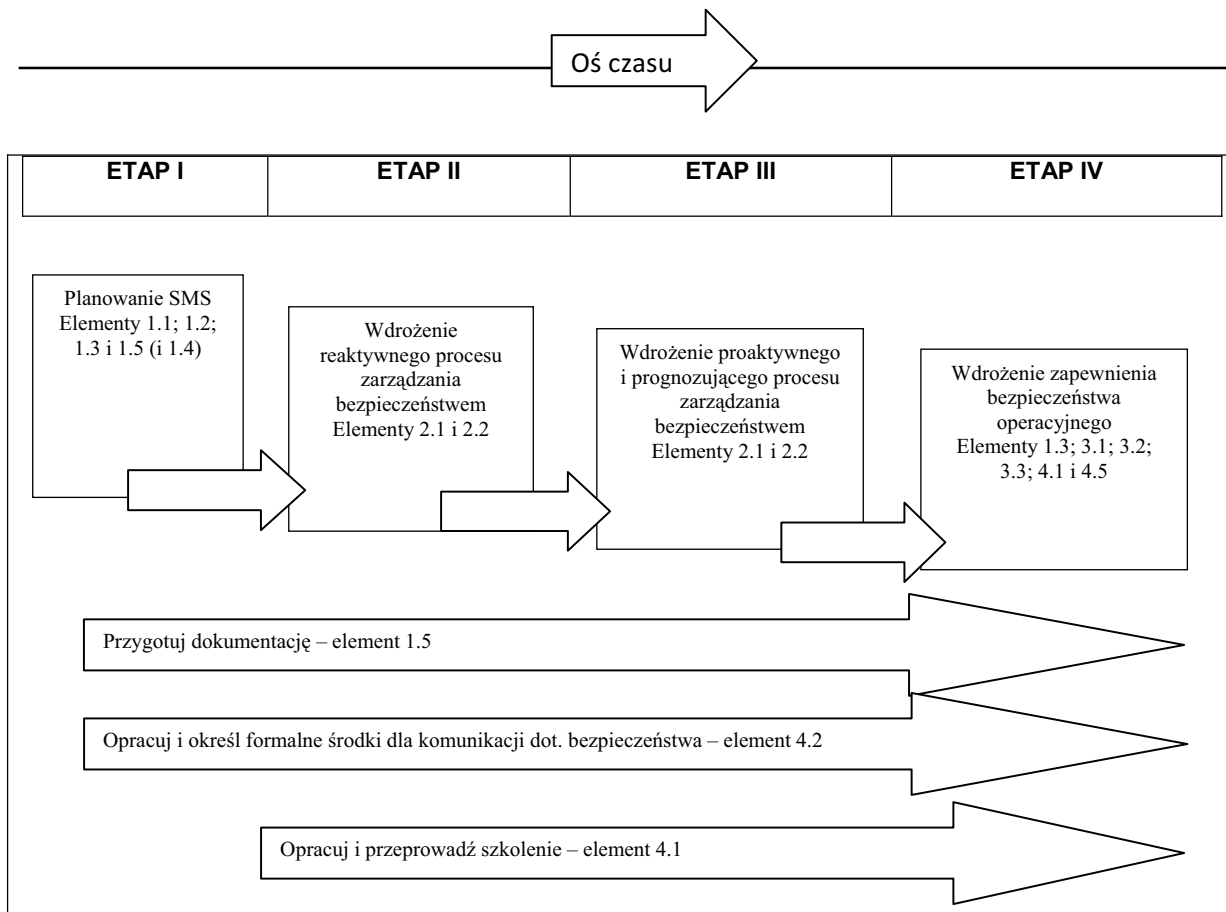 Oś czasu
ETAP I
ETAP II
ETAP III
ETAP IV
Planowanie SMS
Elementy 1.1; 1.2;
1.3 i 1.5 (i 1.4)
Wdrożenie
reaktywnego procesu
zarządzania
bezpieczeństwem
Elementy 2.1 i 2.2
Wdrożenie proaktywnego
i prognozującego procesu
zarządzania
bezpieczeństwem
Elementy 2.1 i 2.2
Wdrożenie zapewnienia
bezpieczeństwa
operacyjnego
Elementy 1.3; 3.1; 3.2;
3.3; 4.1 i 4.5
Przygotuj dokumentację – element 1.5
Opracuj i określ formalne środki dla komunikacji dot. bezpieczeństwa – element 4.2
Opracuj i przeprowadź szkolenie – element 4.1